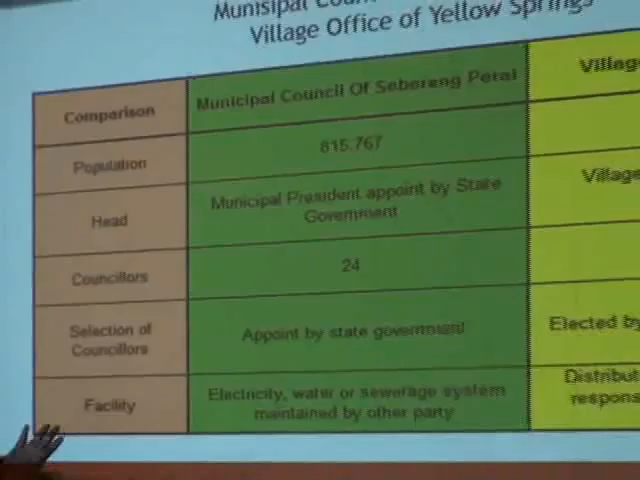 Munisipal Coun
Village Office of Yellow Springs
Comparison
Municipal Council Of Seberang Perai
Village
Population
815.767
Head
Municipal President appoint by State
Government
Village
Councillors
24
Selection of
Councillors
Appoint by state government
Elected by
Facility
Electricity, water or sewerage system
maintained by other party
Distribut
respons